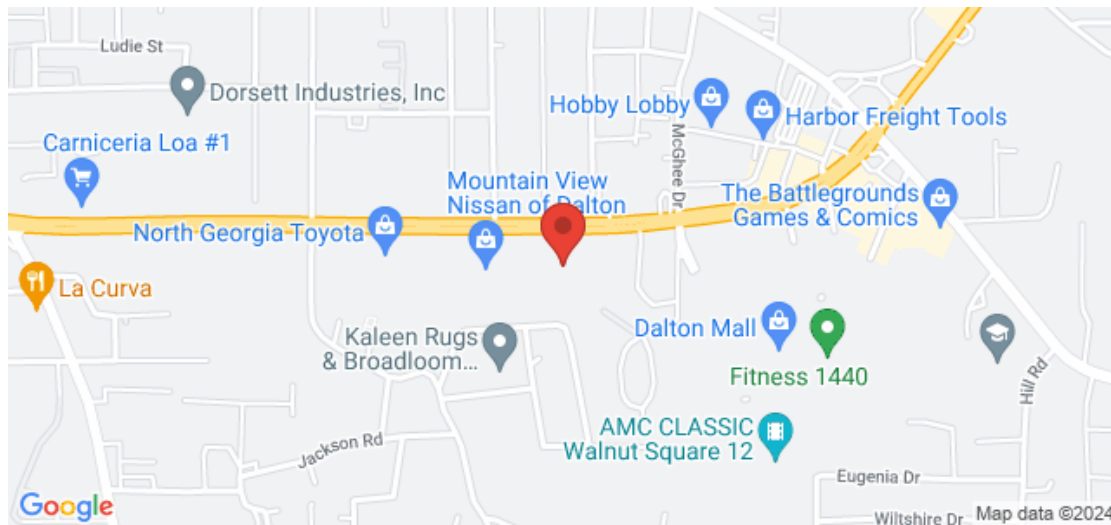 Ludie St
Dorsett Industries, Inc
Hobby Lobby
Harbor Freight Tools
Carniceria Loa #1
McGhee Dr
Mountain View
Nissan of Dalton
The Battlegrounds
Games & Comics
North Georgia Toyota
La Curva
Kaleen Rugs
& Broadloom...
Dalton Mall
Fitness 1440
Hill Rd
AMC CLASSIC
Walnut Square 12
Jackson Rd
Eugenia Dr
Google
Wiltshire Dr
Map data ©2024